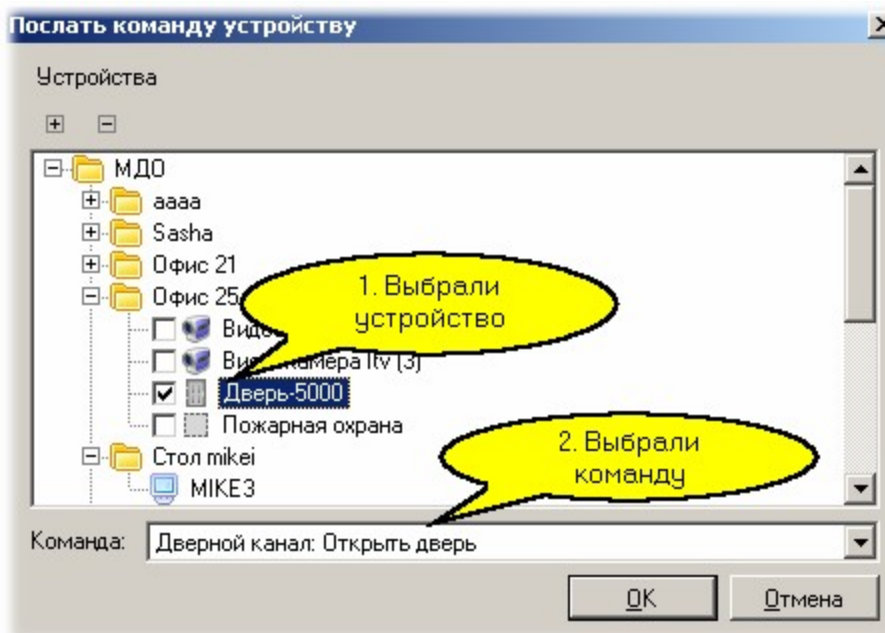 Послать команду устройству
Устройства
МДО
aaaa
Sasha
Офис 21
Офис 25
1. Выбрали
устройство
Дверь-5000
Пожарная охрана
2. Выбрали
команду
Стол mikei
MIKE3
Команда: Дверной канал: Открыть дверь
OK Отмена